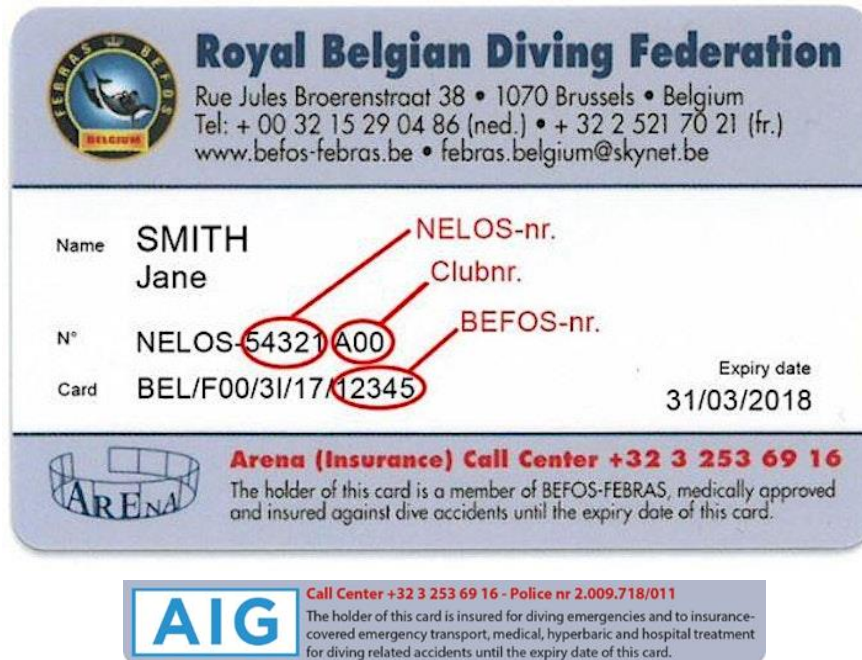 FEBRAS BEFOS
BELGIUM
Royal Belgian Diving Federation
Rue Jules Broerenstraat 38 • 1070 Brussels • Belgium
Tel: + 00 32 15 29 04 86 (ned.) • + 32 2 521 70 21 (fr.)
www.befos-febras.be • febras.belgium@skynet.be
Name SMITH
Jane
NELOS-nr.
Clubnr.
N° NELOS-54321 A00
BEFOS-nr.
Card BEL/F00/3I/17/12345
Expiry date
31/03/2018
ARENA
Arena (Insurance) Call Center +32 3 253 69 16
The holder of this card is a member of BEFOS-FEBRAS, medically approved
and insured against dive accidents until the expiry date of this card.
AIG
Call Center +32 3 253 69 16 - Police nr 2.009.718/011
The holder of this card is insured for diving emergencies and to insurance-
covered emergency transport, medical, hyperbaric and hospital treatment
for diving related accidents until the expiry date of this card.